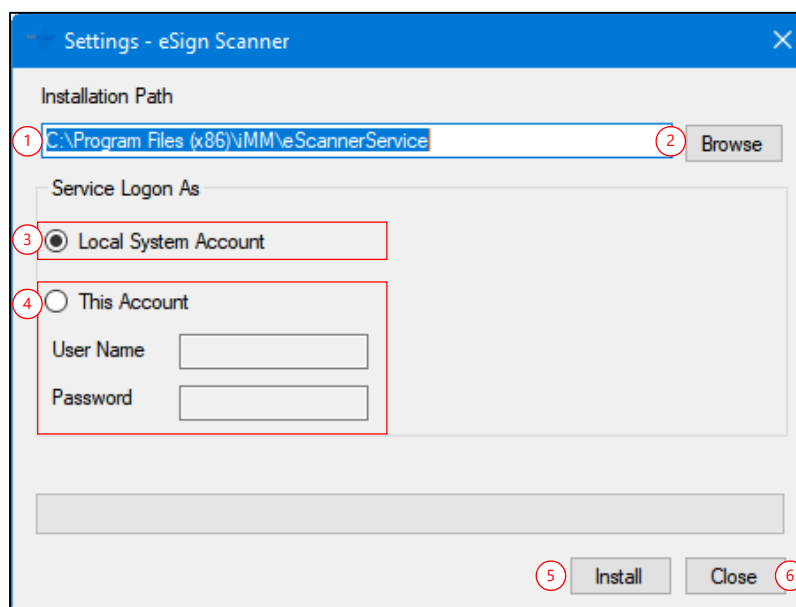 Settings - eSign Scanner
Installation Path
1 C:\Program Files (x86)\iMM\eScannerService 2 Browse
Service Logon As
3 Local System Account
4 This Account
User Name
Password
5 Install Close 6